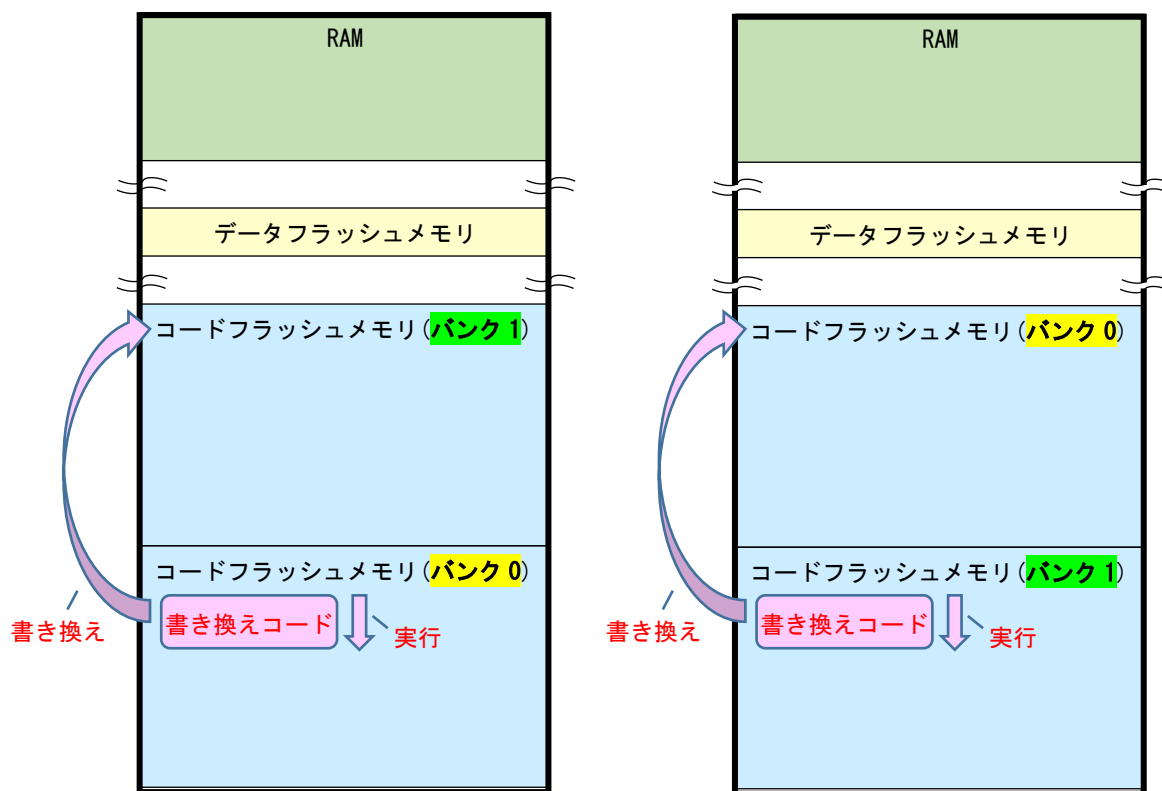 RAM
データフラッシュメモリ
コードフラッシュメモリ(バンク 1)
コードフラッシュメモリ(バンク 0)
書き換えコード
書き換え
実行
RAM
データフラッシュメモリ
コードフラッシュメモリ(バンク 0)
コードフラッシュメモリ(バンク 1)
書き換えコード
書き換え
実行